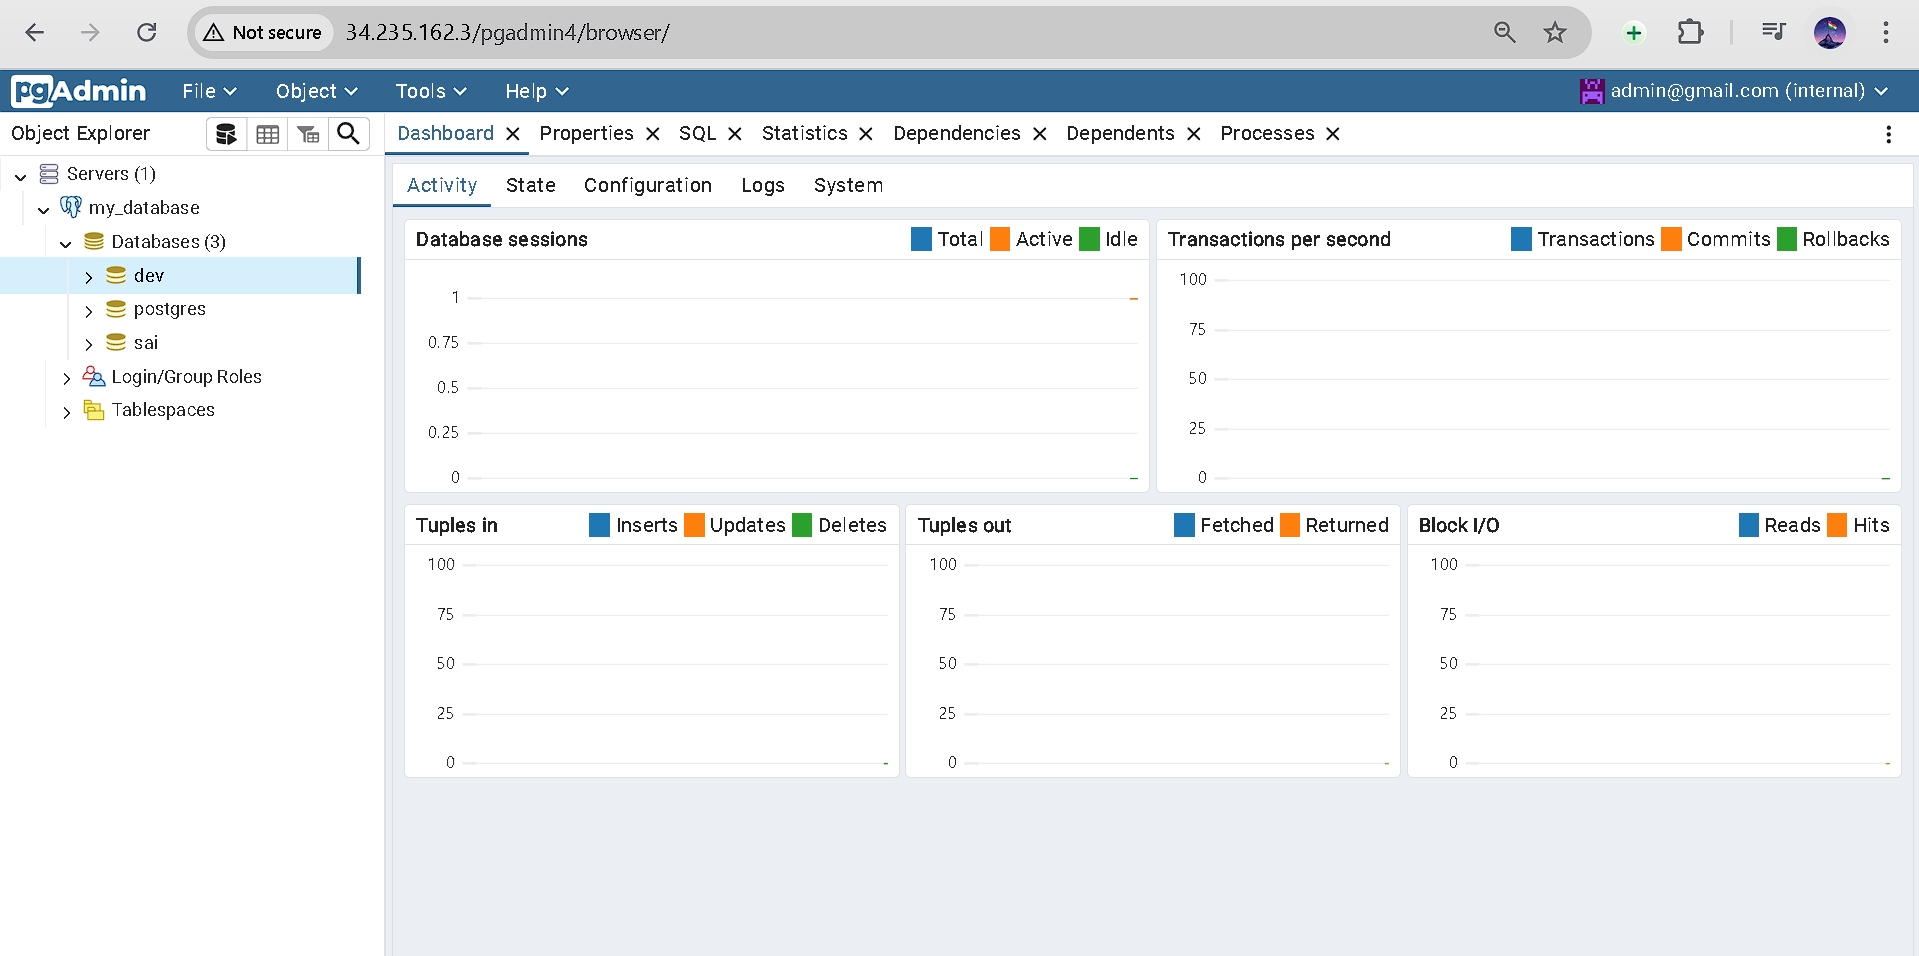 Not secure 34.235.162.3/pgadmin4/browser/
pgAdmin File Object Tools Help admin@gmail.com (internal)
Object Explorer
Dashboard Properties SQL Statistics Dependencies Dependents Processes
Servers (1)
my_database
Databases (3)
dev
postgres
sai
Login/Group Roles
Tablespaces
Activity State Configuration Logs System
Database sessions Total Active Idle
1
0.75
0.5
0.25
0
Transactions per second Transactions Commits Rollbacks
100
75
50
25
0
Tuples in Inserts Updates Deletes
100
75
50
25
0
Tuples out Fetched Returned
100
75
50
25
0
Block I/O Reads Hits
100
75
50
25
0